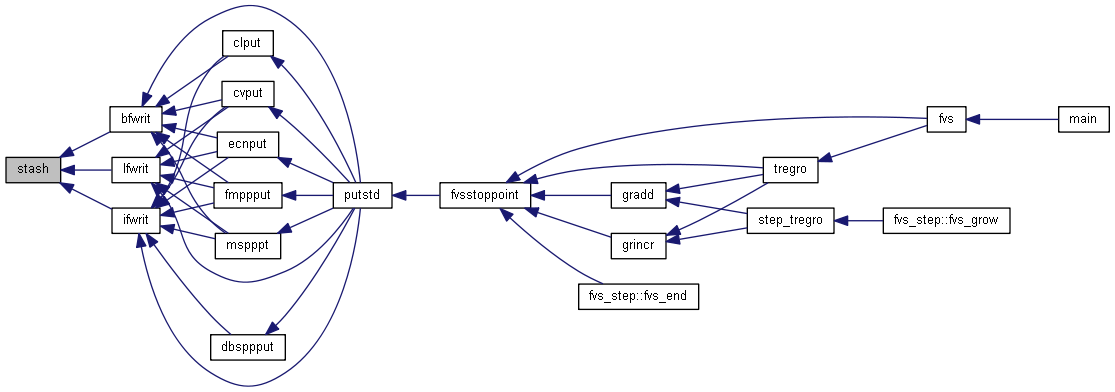 stash
bfwrit
lfwrit
ifwrit
clput
cvput
ecnput
fmppput
msppt
dbsppput
putstd
fvsstoppoint
gradd
grincr
fvs_step::fvs_end
tregro
step_tregro
fvs
fvs_step::fvs_grow
main